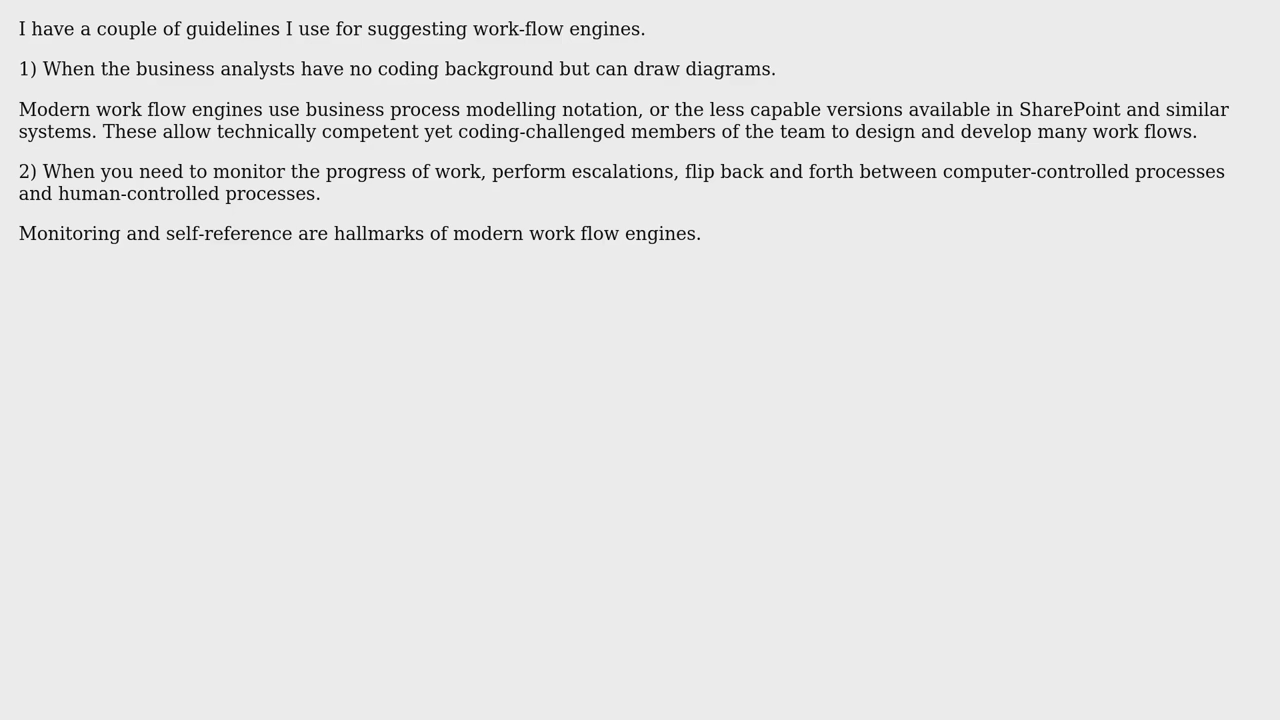 I have a couple of guidelines I use for suggesting work-flow engines.
1) When the business analysts have no coding background but can draw diagrams.
Modern work flow engines use business process modelling notation, or the less capable versions available in SharePoint and similar
systems. These allow technically competent yet coding-challenged members of the team to design and develop many work flows.
2) When you need to monitor the progress of work, perform escalations, flip back and forth between computer-controlled processes
and human-controlled processes.
Monitoring and self-reference are hallmarks of modern work flow engines.